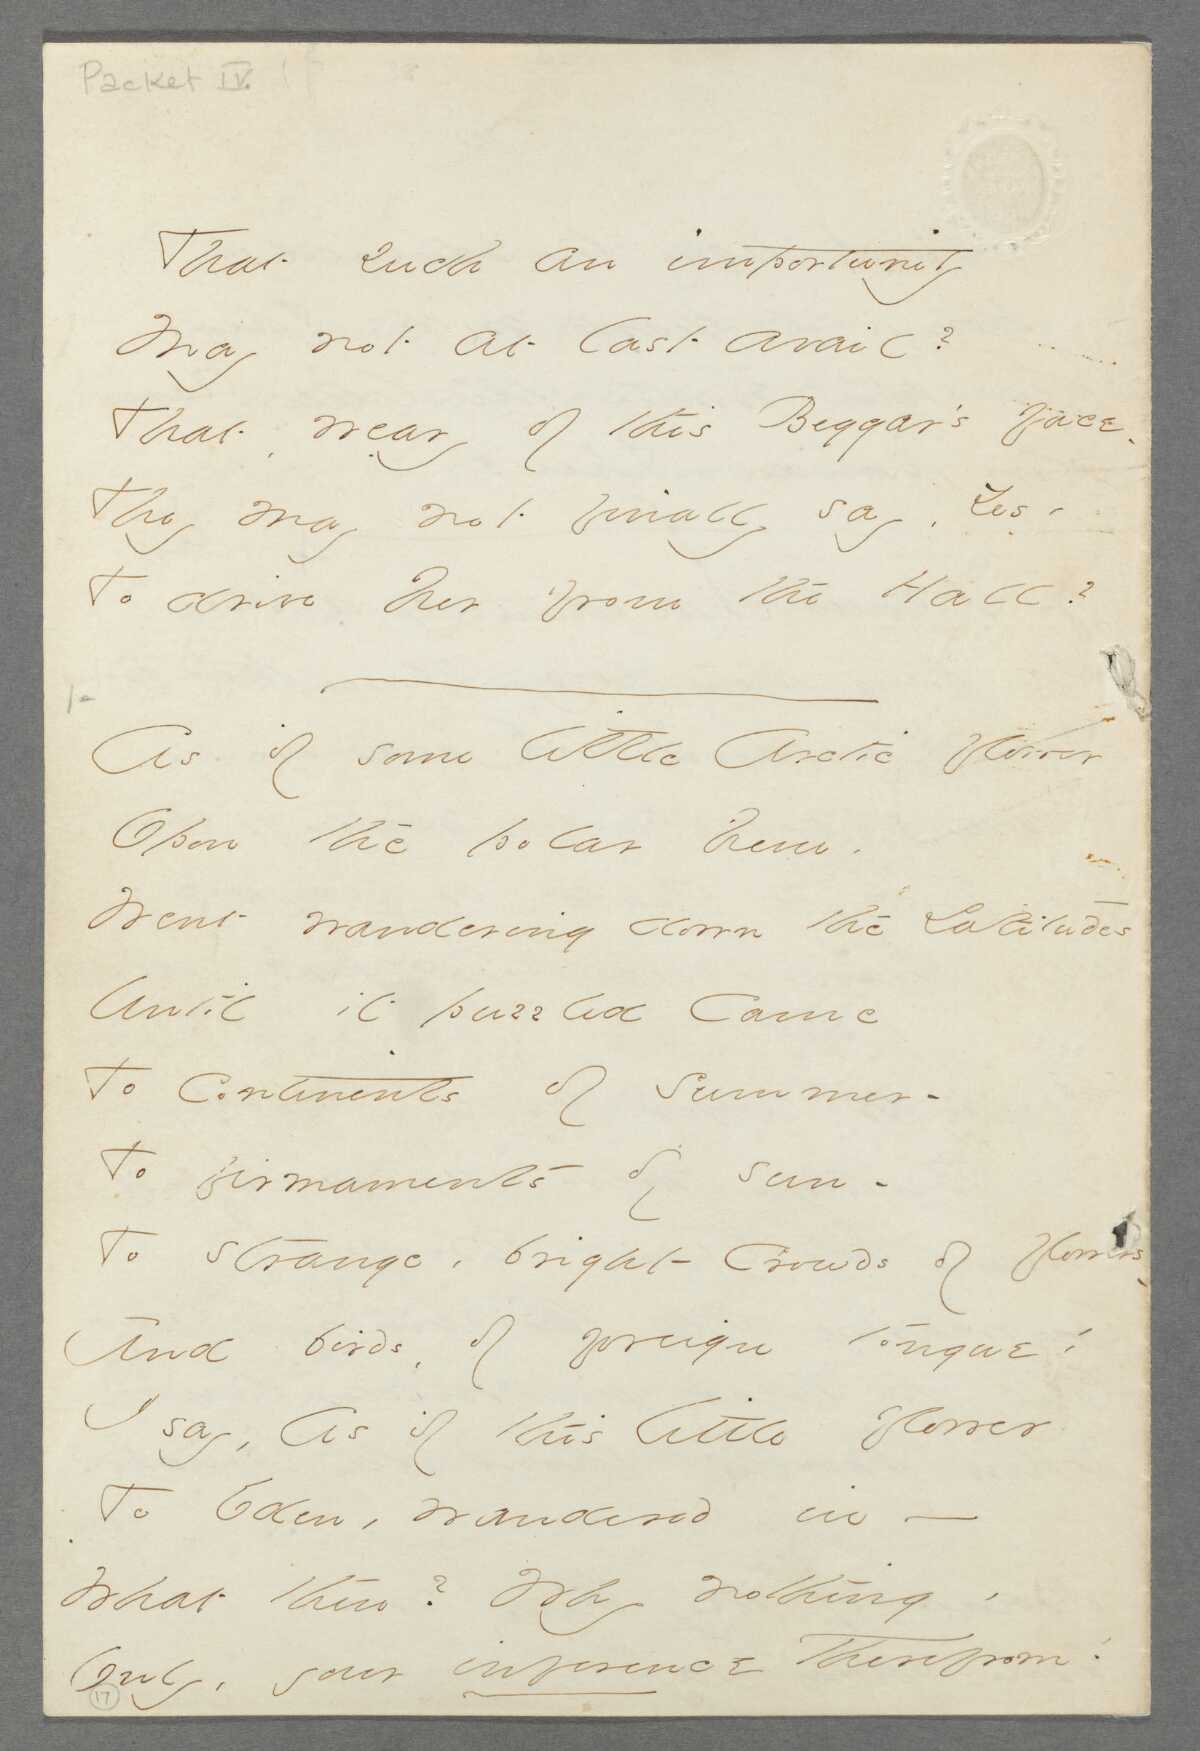 Packet IV.
That such an importunity
May not at last avail?
That, weary of this Beggar's face -
They may not finally say, Yes -
To drive her from the Hall?
As if some little Arctic flower
Opon the polar hem -
Went wandering down the Latitudes
Until it puzzled came
To Continents of summer -
To firmaments of sun -
To strange, bright crowds of flowers -
And birds, of foreign tongue!
I say, As if this little flower
To Eden, wandered in —
What then? Why nothing,
Only, your inference therefrom!
17